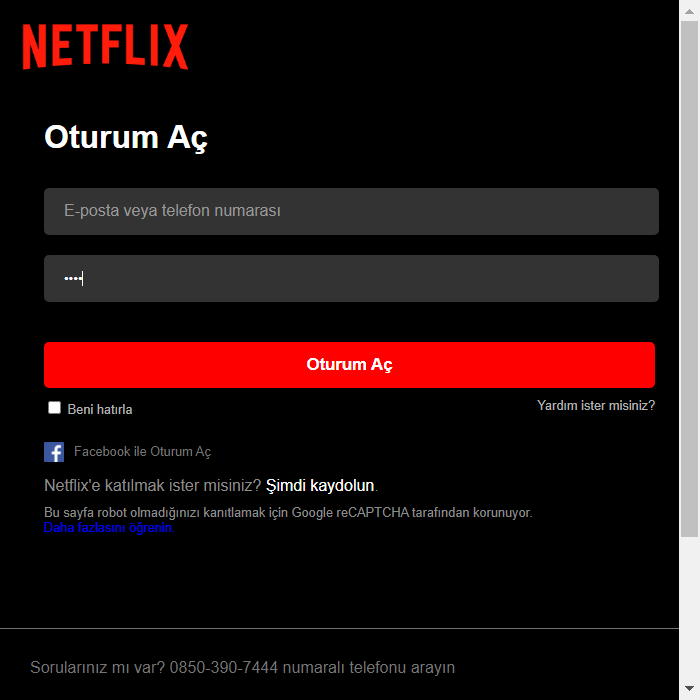 NETFLIX
Oturum Aç
E-posta veya telefon numarası
••••
Oturum Aç
Beni hatırla
Yardım ister misiniz?
Facebook ile Oturum Aç
Netflix'e katılmak ister misiniz? Şimdi kaydolun.
Bu sayfa robot olmadığınızı kanıtlamak için Google reCAPTCHA tarafından korunuyor.
Daha fazlasını öğrenin.
Sorularınız mı var? 0850-390-7444 numaralı telefonu arayın